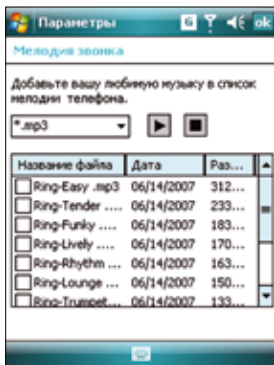 Параметры G ok
Мелодия звонка
Добавьте вашу любимую музыку в список
мелодии телефона.
*.mp3
Название файла Дата Раз...
Ring-Easy .mp3 06/14/2007 312...
Ring-Tender .... 06/14/2007 233...
Ring-Funky .... 06/14/2007 183...
Ring-Lively .... 06/14/2007 170...
Ring-Rhythm ... 06/14/2007 163...
Ring-Lounge ... 06/14/2007 150...
Ring-Trumpet... 06/14/2007 133...